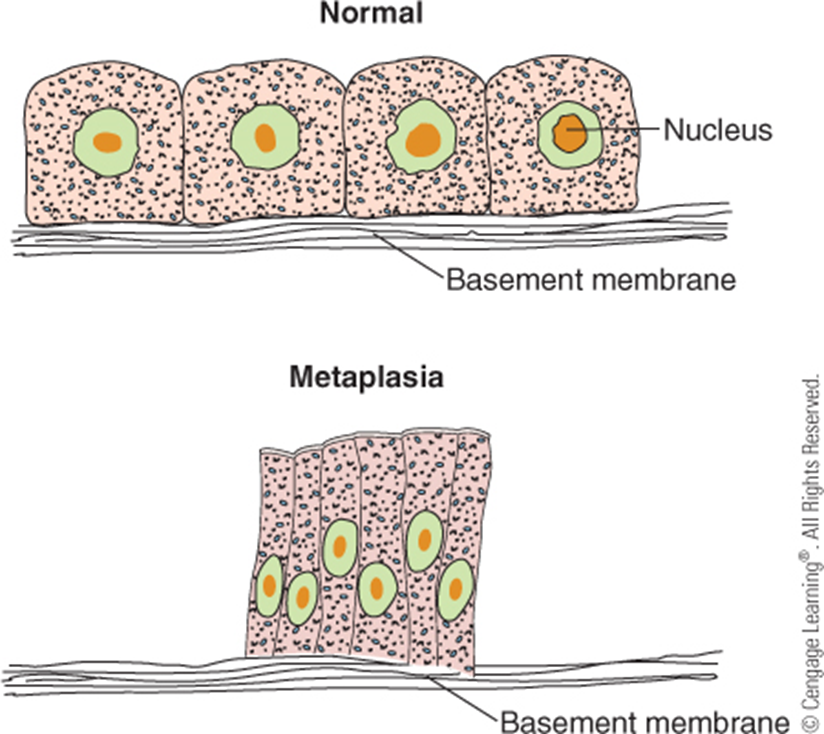 Normal
Nucleus
Basement membrane
Metaplasia
Basement membrane
© Cengage Learning® . All Rights Reserved.